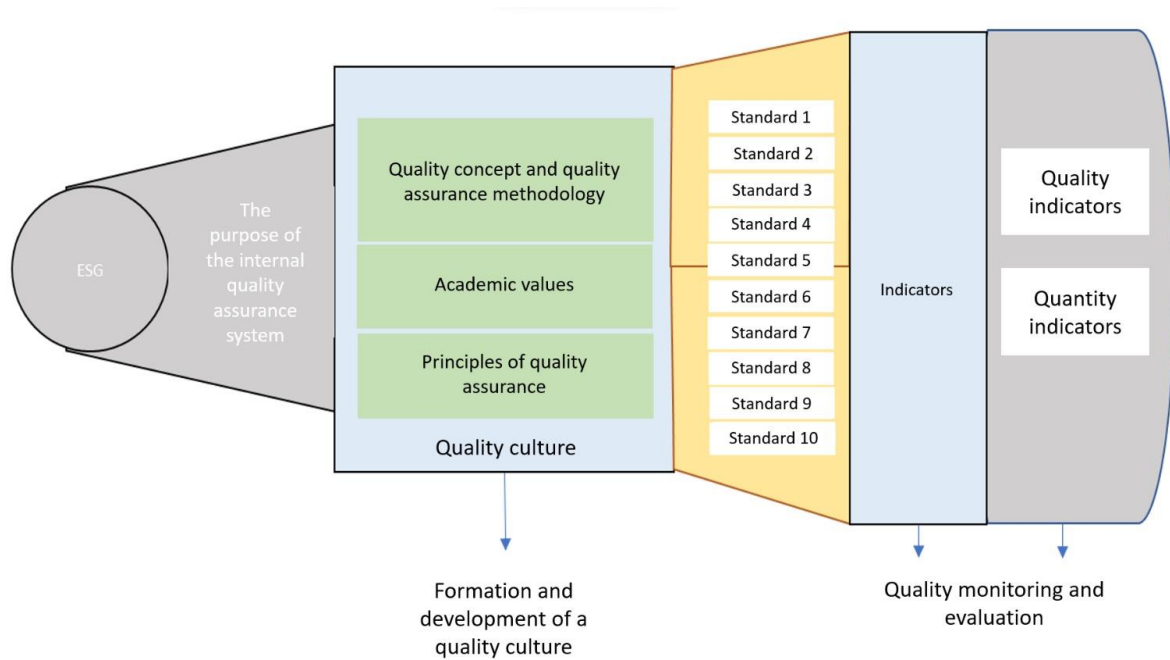 ESG
The
purpose of
the internal
quality
assurance
system
Quality concept and quality
assurance methodology
Academic values
Principles of quality
assurance
Quality culture
Standard 1
Standard 2
Standard 3
Standard 4
Standard 5
Standard 6
Standard 7
Standard 8
Standard 9
Standard 10
Indicators
Quality
indicators
Quantity
indicators
Formation and
development of a
quality culture
Quality monitoring and
evaluation